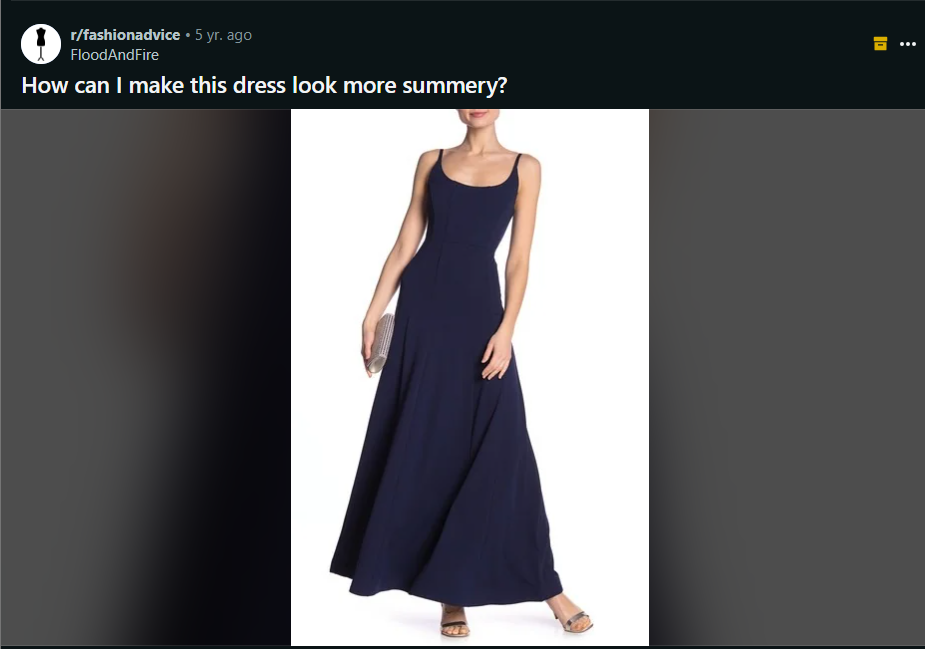 r/fashionadvice • 5 yr. ago
FloodAndFire
How can I make this dress look more summery?